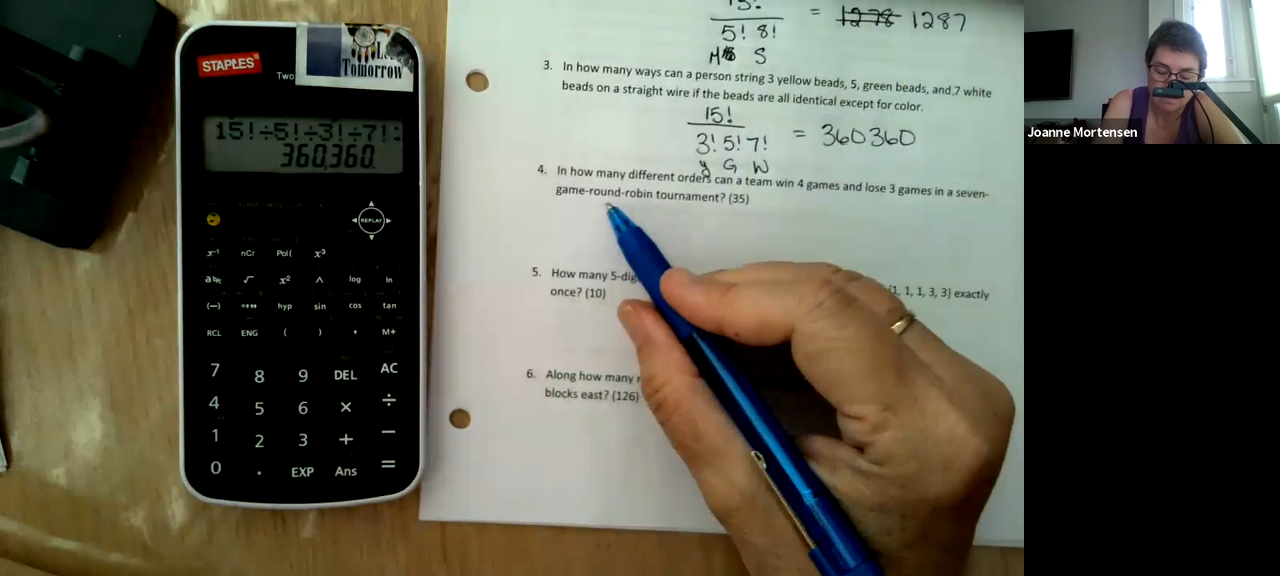 15!
5! 8!
= 1287
S
3. In how many ways can a person string 3 yellow beads, 5, green beads, and,7 white
beads on a straight wire if the beads are all identical except for color.
15!
3! 5! 7!
= 360360
y G W
4. In how many different orders can a team win 4 games and lose 3 games in a seven-
game-round-robin tournament? (35)
5. How many 5-dig
{1, 1, 1, 3, 3} exactly
once? (10)
6. Along how many
blocks east? (126)
STAPLES
Two
Tomorrow
15!÷5!÷3!÷7!
360,360.
REPLAY
x⁻¹ nCr Pol( x³
√ x² ^ log ln
(−) hyp sin cos tan
RCL ENG ( ) M+
7 8 9 DEL AC
4 5 6 × ÷
1 2 3 + −
0 . EXP Ans =
Joanne Mortensen